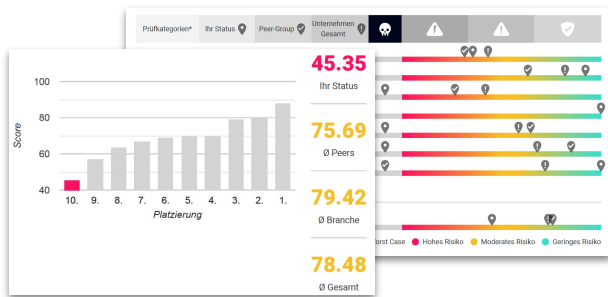 Prüfkategorien*
Ihr Status
Peer-Group
Unternehmen
Gesamt
45.35
Ihr Status
75.69
Ø Peers
79.42
Ø Branche
78.48
Ø Gesamt
100
80
60
40
Score
10. 9. 8. 7. 6. 5. 4. 3. 2. 1.
Platzierung
Case
Hohes Risiko
Moderates Risiko
Geringes Risiko